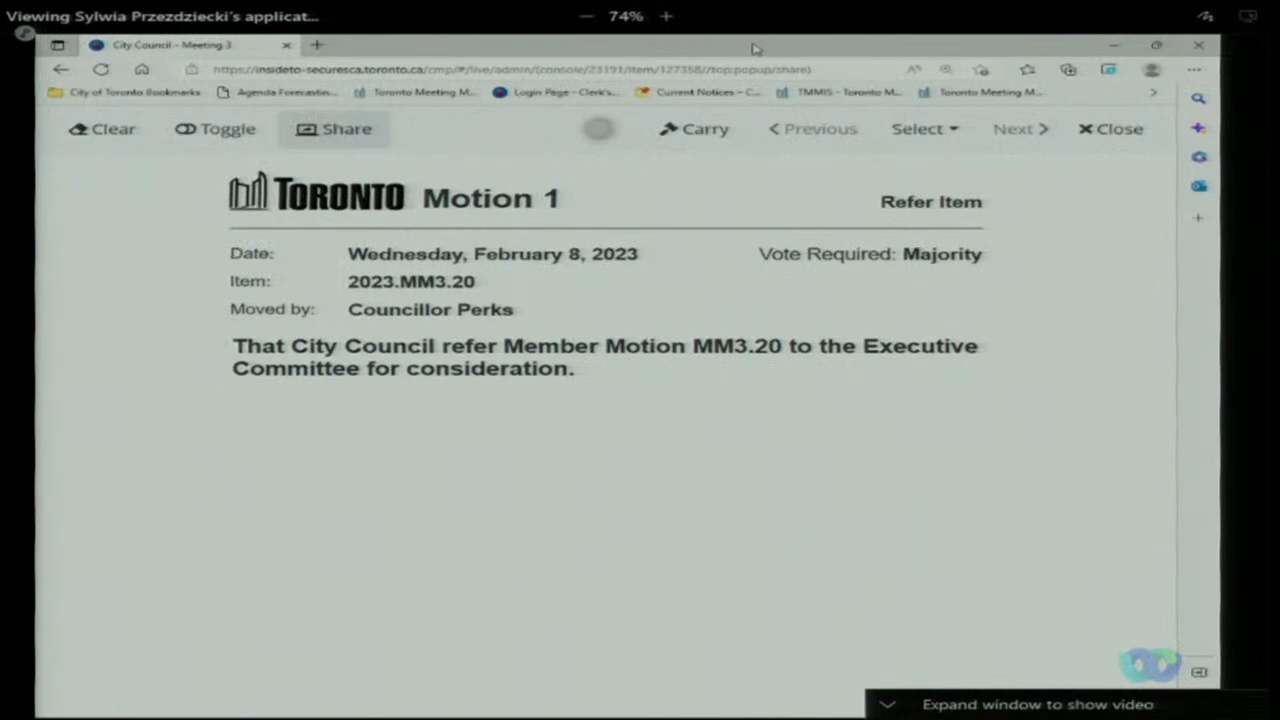 Viewing Sylwia Przezdziecki's applicat...
74%
City Council - Meeting 3
https://insideto-secure.ca.toronto.ca/cmp/#/live/admin/(console/23191/item/127358//top:popup/share)
City of Toronto Bookmarks Agenda Forecastin... Toronto Meeting M... Login Page - Clerk's... Current Notices - C... TMMIS - Toronto M... Toronto Meeting M...
Clear Toggle Share Carry Previous Select Next Close
TORONTO Motion 1 Refer Item
Date: Wednesday, February 8, 2023 Vote Required: Majority
Item: 2023.MM3.20
Moved by: Councillor Perks
That City Council refer Member Motion MM3.20 to the Executive
Committee for consideration.
Expand window to show video